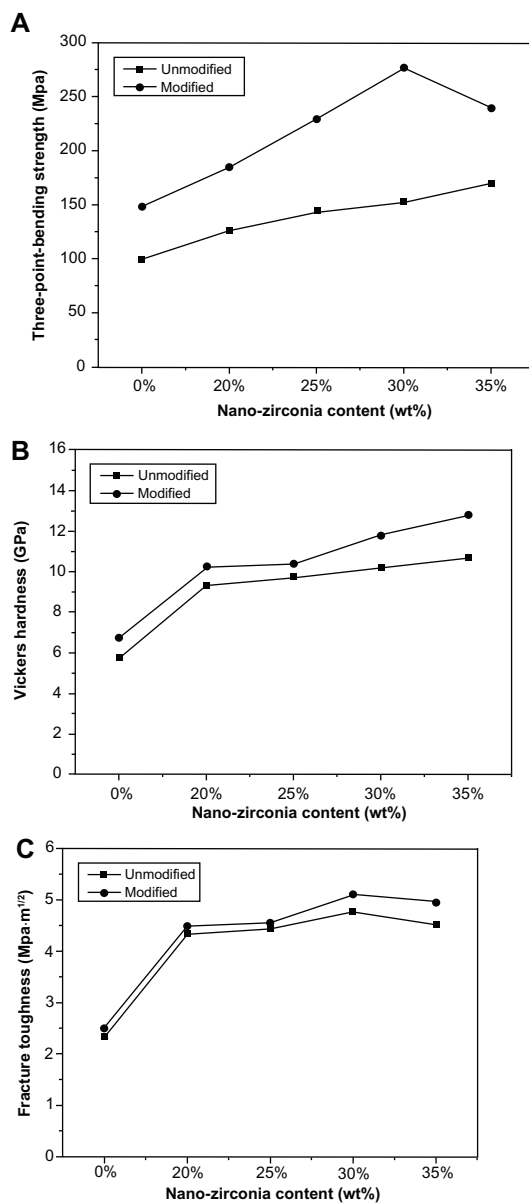 A
300
250
200
150
100
50
0
Three-point-bending strength (Mpa)
Unmodified
Modified
0% 20% 25% 30% 35%
Nano-zirconia content (wt%)
B
16
14
12
10
8
6
4
2
0
Vickers hardness (GPa)
Unmodified
Modified
0% 20% 25% 30% 35%
Nano-zirconia content (wt%)
C
6
5
4
3
2
1
0
Fracture toughness (Mpa·m¹/²)
Unmodified
Modified
0% 20% 25% 30% 35%
Nano-zirconia content (wt%)